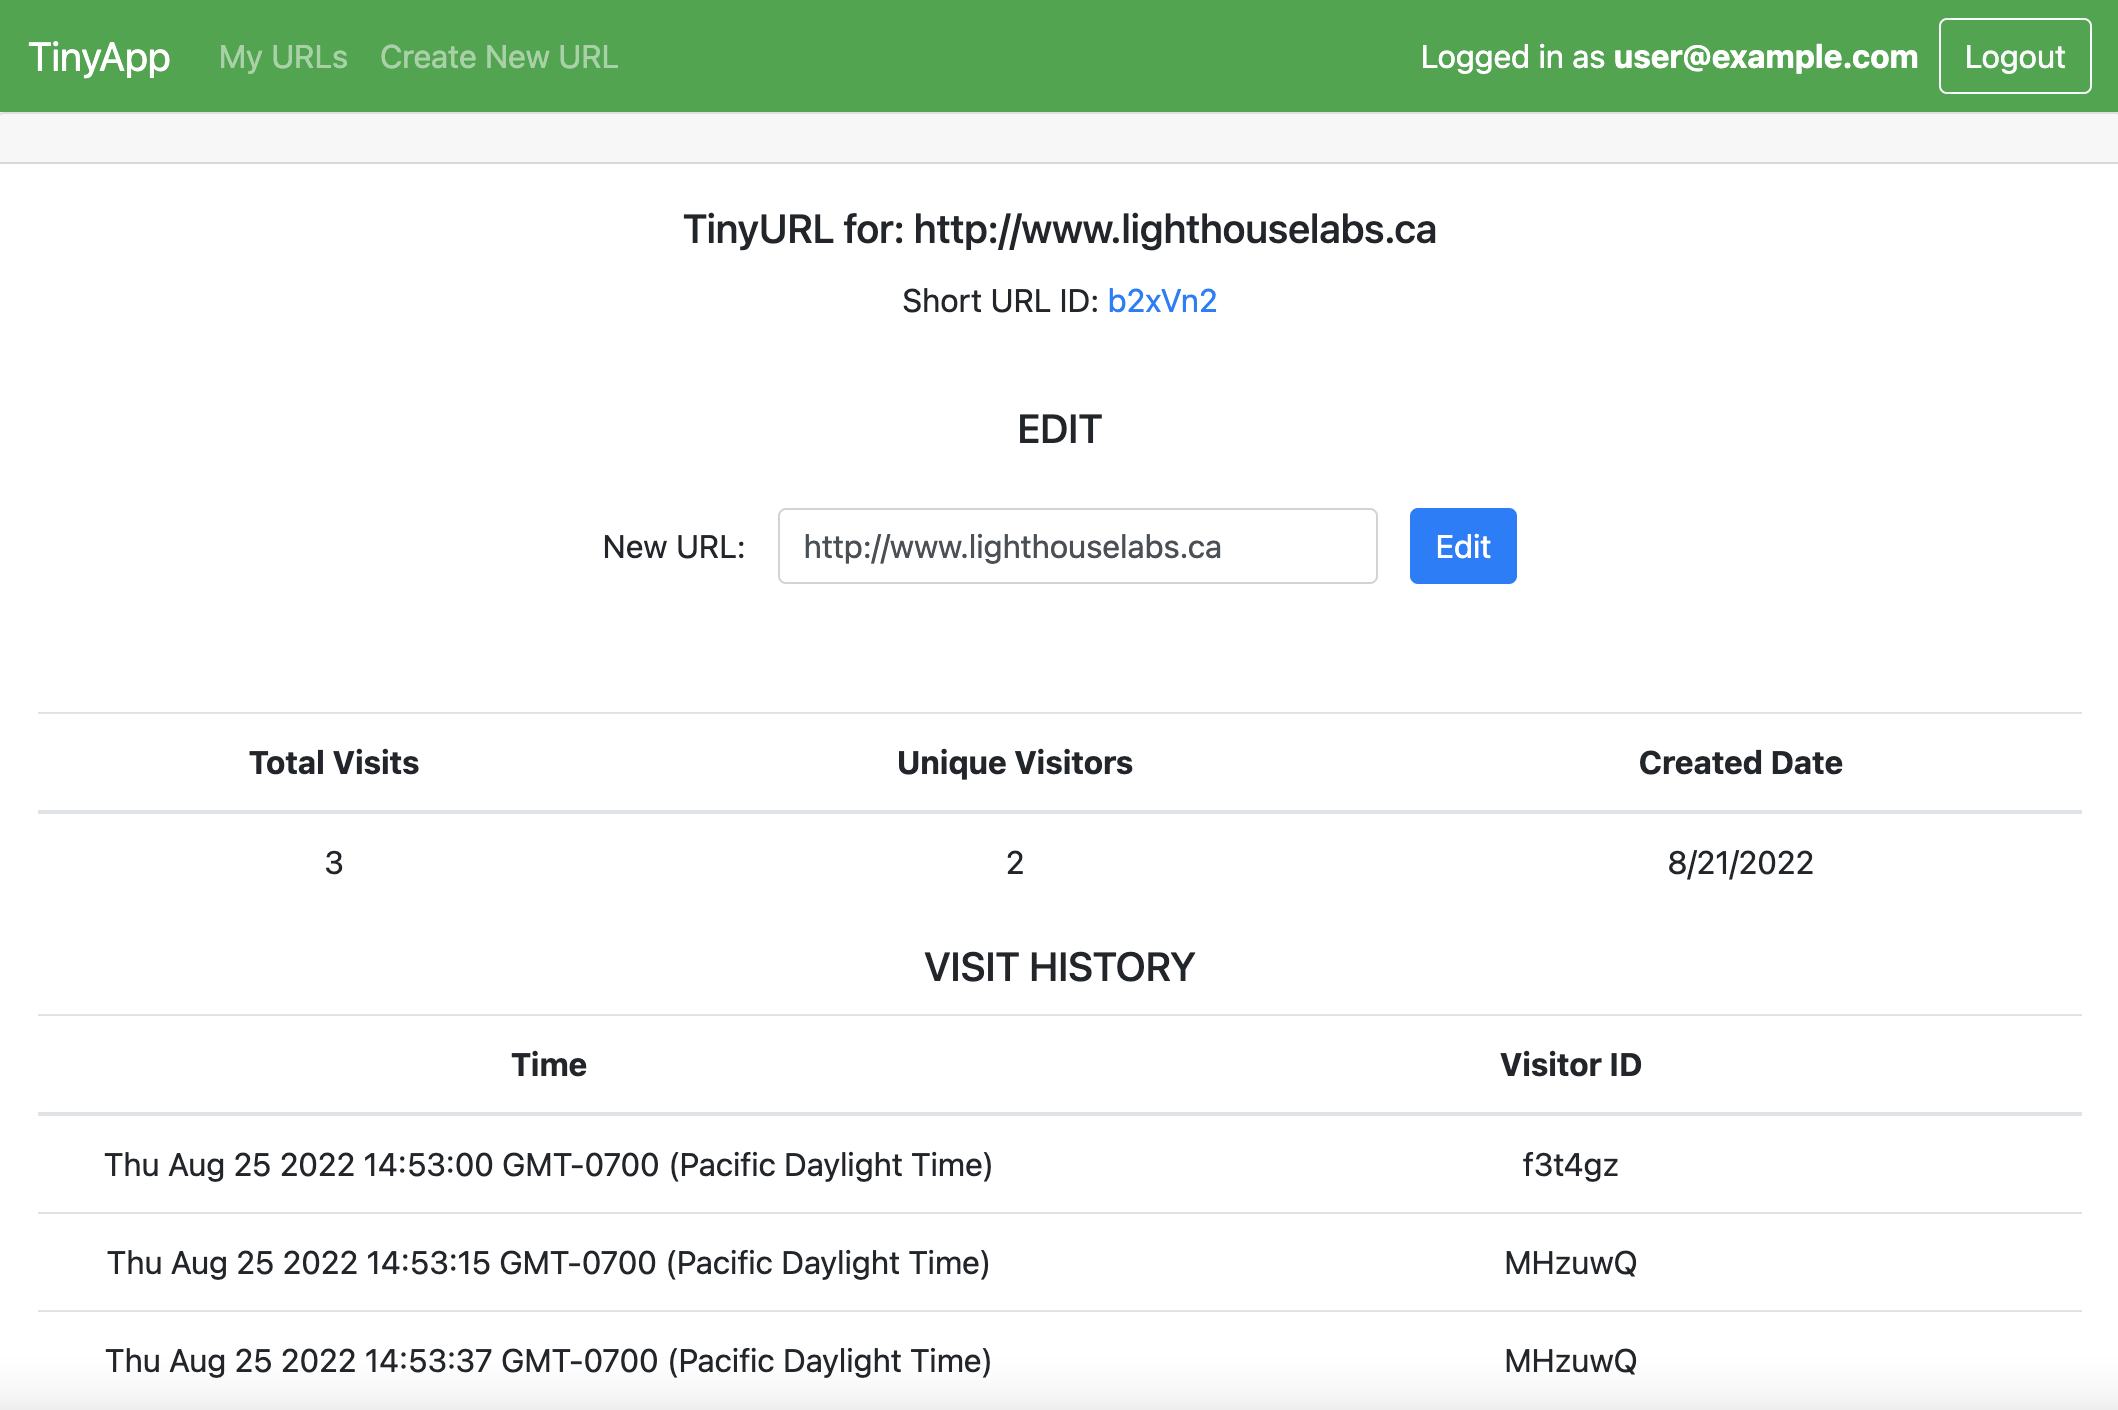 TinyApp My URLs Create New URL Logged in as user@example.com Logout
TinyURL for: http://www.lighthouselabs.ca
Short URL ID: b2xVn2
EDIT
New URL: http://www.lighthouselabs.ca Edit
Total Visits Unique Visitors Created Date
3 2 8/21/2022
VISIT HISTORY
Time Visitor ID
Thu Aug 25 2022 14:53:00 GMT-0700 (Pacific Daylight Time) f3t4gz
Thu Aug 25 2022 14:53:15 GMT-0700 (Pacific Daylight Time) MHzuwQ
Thu Aug 25 2022 14:53:37 GMT-0700 (Pacific Daylight Time) MHzuwQ